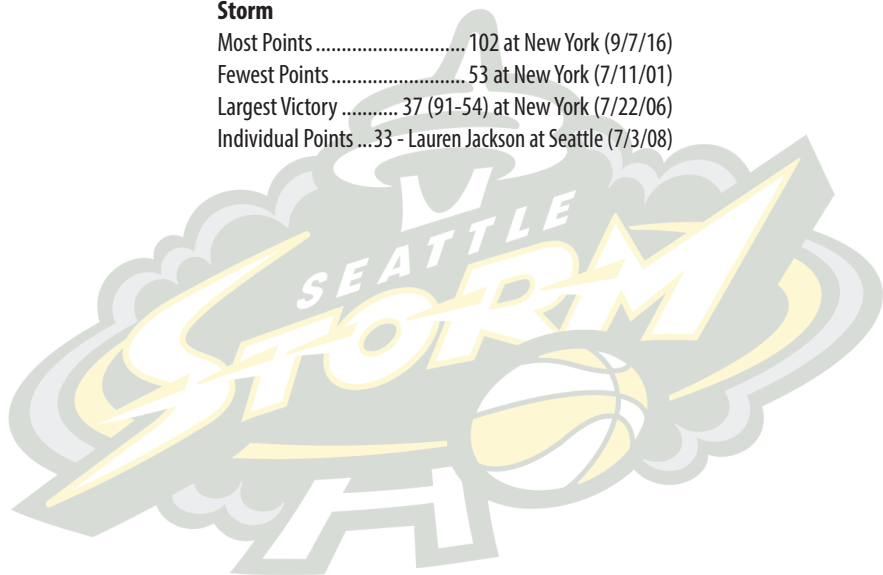 Storm
Most Points ............................. 102 at New York (9/7/16)
Fewest Points .......................... 53 at New York (7/11/01)
Largest Victory ........... 37 (91-54) at New York (7/22/06)
Individual Points ...33 - Lauren Jackson at Seattle (7/3/08)
SEATTLE
STORM